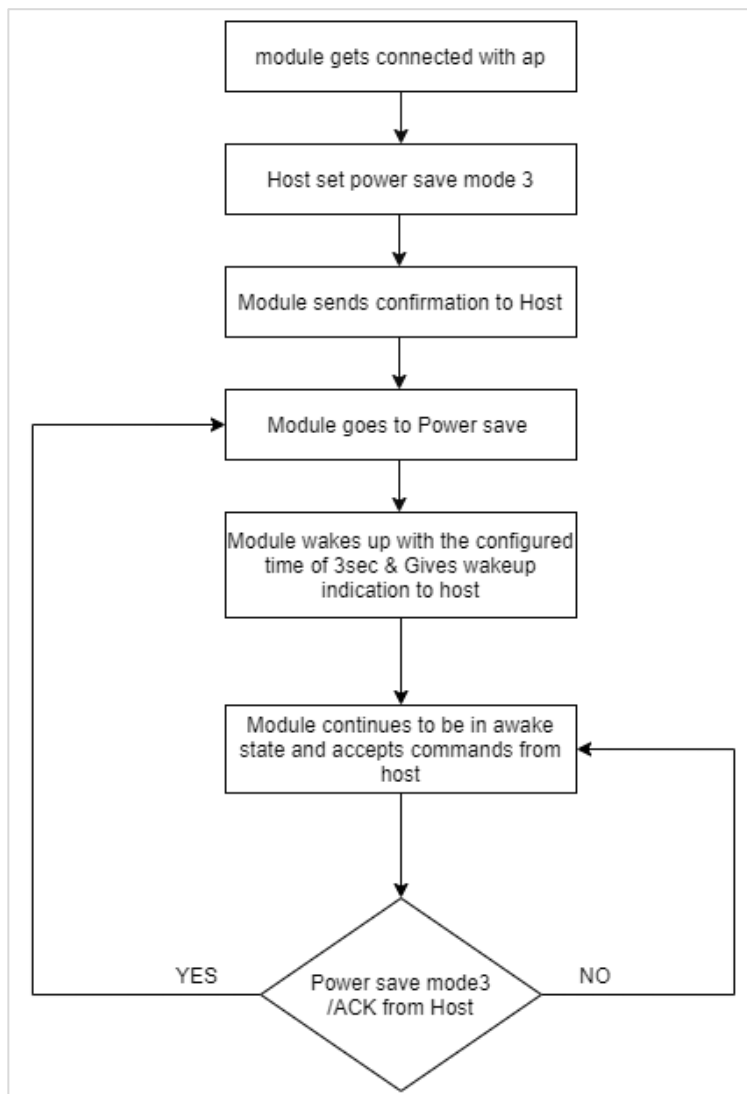 module gets connected with ap
Host set power save mode 3
Module sends confirmation to Host
Module goes to Power save
Module wakes up with the configured
time of 3sec & Gives wakeup
indication to host
Module continues to be in awake
state and accepts commands from
host
YES
Power save mode3
/ACK from Host
NO